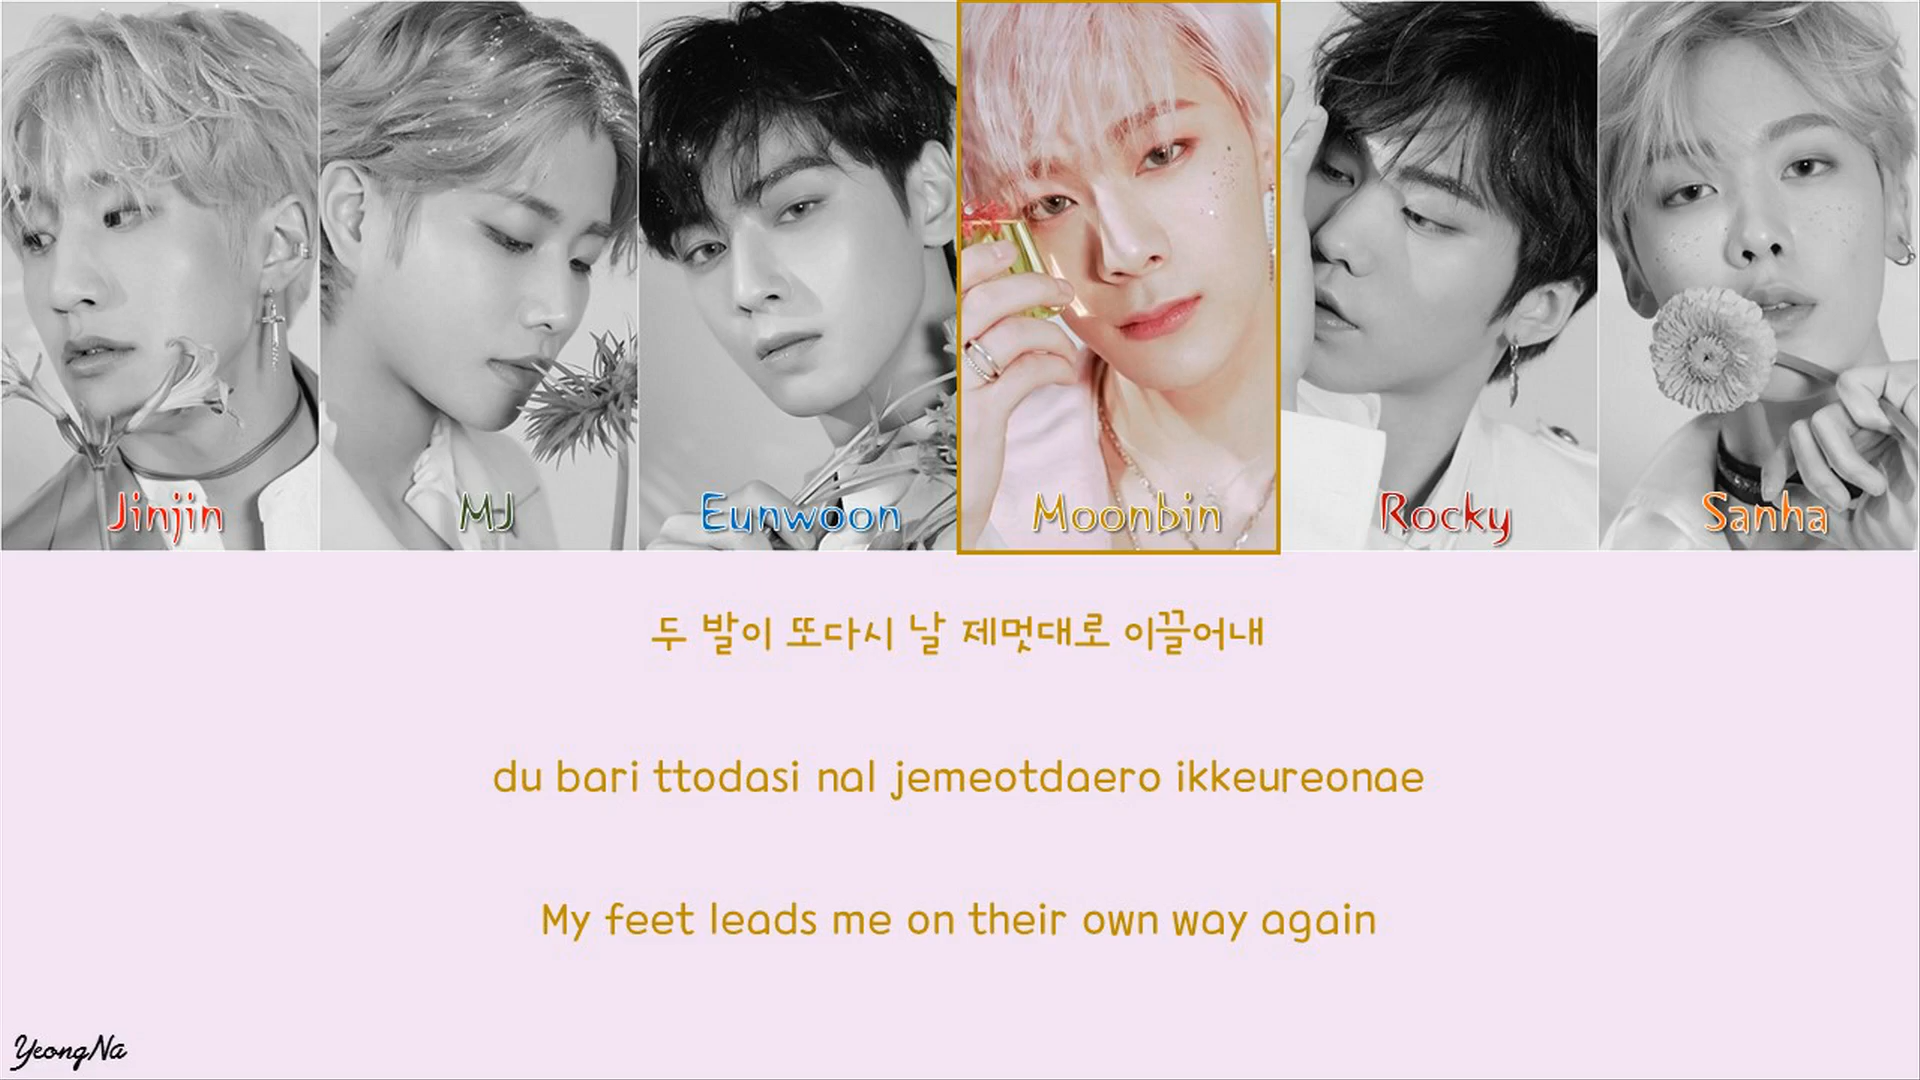 Jinjin MJ Eunwoon Moonbin Rocky Sanha
두 발이 또다시 날 제멋대로 이끌어내
du bari ttodasi nal jemeotdaero ikkeureonae
My feet leads me on their own way again
YeongNa